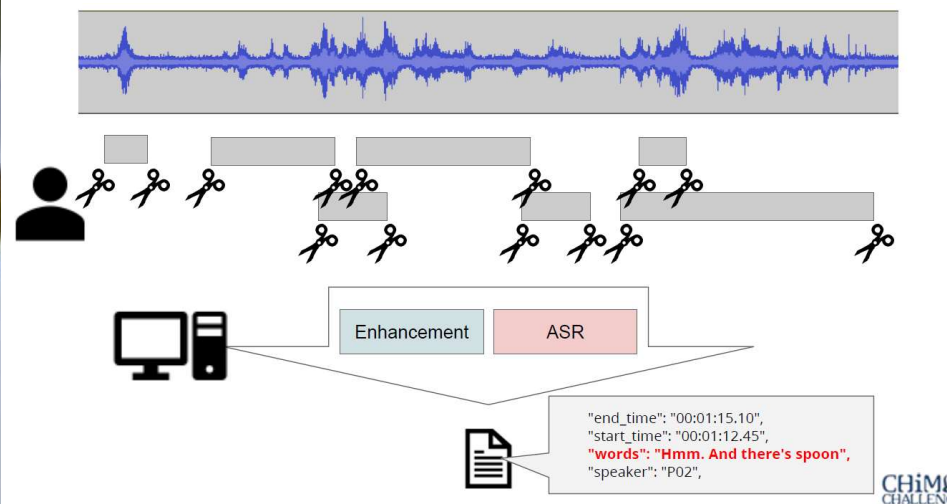 Enhancement
ASR
"end_time": "00:01:15.10",
"start_time": "00:01:12.45",
"words": "Hmm. And there's spoon",
"speaker": "P02",